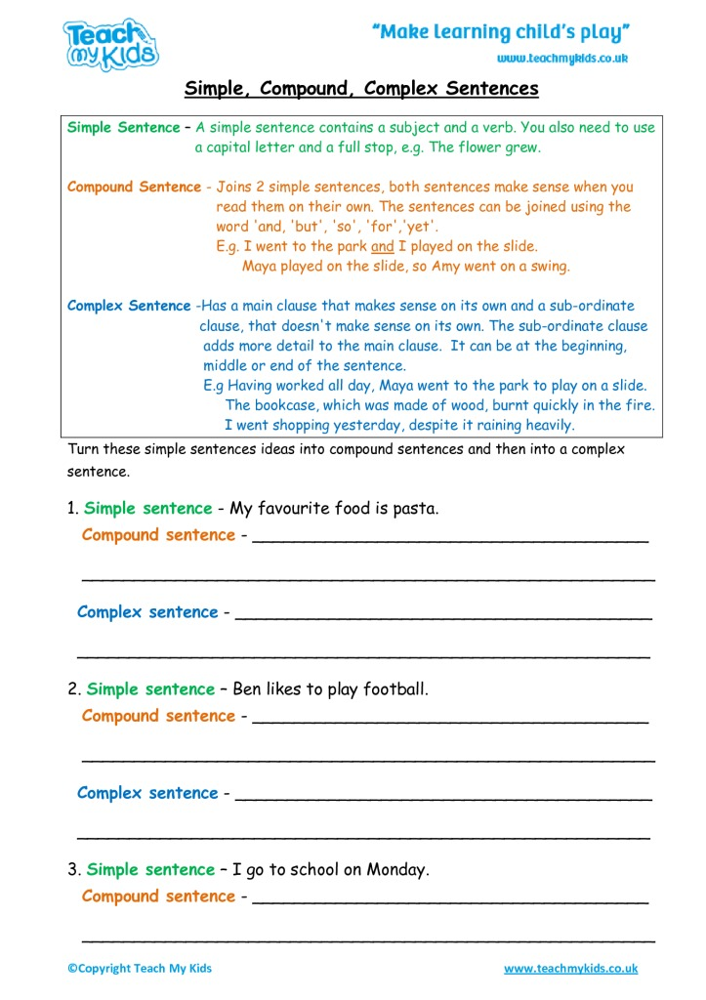 Teach my Kids
"Make learning child's play"
www.teachmykids.co.uk
Simple, Compound, Complex Sentences
Simple Sentence – A simple sentence contains a subject and a verb. You also need to use
a capital letter and a full stop, e.g. The flower grew.
Compound Sentence - Joins 2 simple sentences, both sentences make sense when you
read them on their own. The sentences can be joined using the
word 'and, 'but', 'so', 'for','yet'.
E.g. I went to the park and I played on the slide.
Maya played on the slide, so Amy went on a swing.
Complex Sentence -Has a main clause that makes sense on its own and a sub-ordinate
clause, that doesn't make sense on its own. The sub-ordinate clause
adds more detail to the main clause. It can be at the beginning,
middle or end of the sentence.
E.g Having worked all day, Maya went to the park to play on a slide.
The bookcase, which was made of wood, burnt quickly in the fire.
I went shopping yesterday, despite it raining heavily.
Turn these simple sentences ideas into compound sentences and then into a complex
sentence.
1. Simple sentence - My favourite food is pasta.
Compound sentence -
Complex sentence -
2. Simple sentence – Ben likes to play football.
Compound sentence -
Complex sentence -
3. Simple sentence – I go to school on Monday.
Compound sentence -
©Copyright Teach My Kids www.teachmykids.co.uk